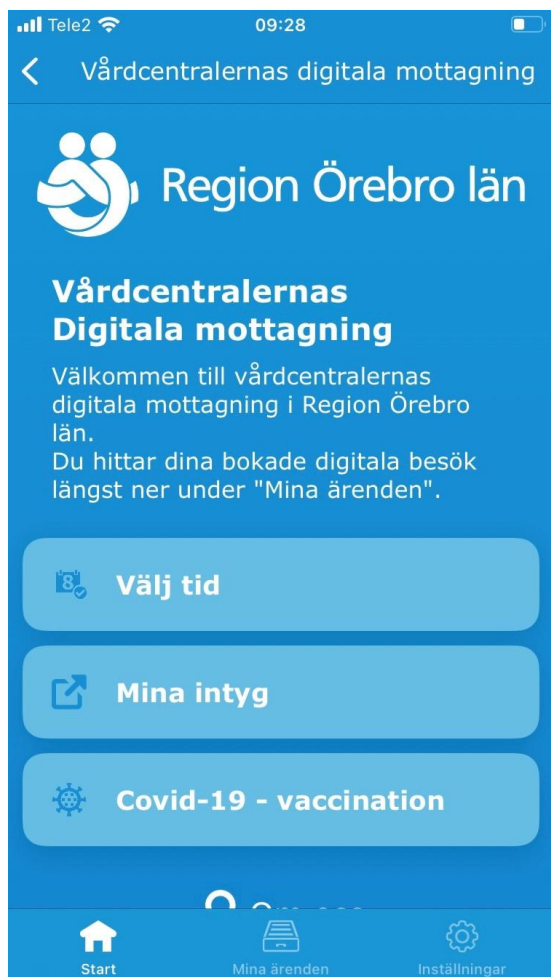 Tele2 09:28
Vårdcentralernas digitala mottagning
Region Örebro län
Vårdcentralernas
Digitala mottagning
Välkommen till vårdcentralernas
digitala mottagning i Region Örebro
län.
Du hittar dina bokade digitala besök
längst ner under "Mina ärenden".
8 Välj tid
Mina intyg
Covid-19 - vaccination
Start Mina ärenden Inställningar